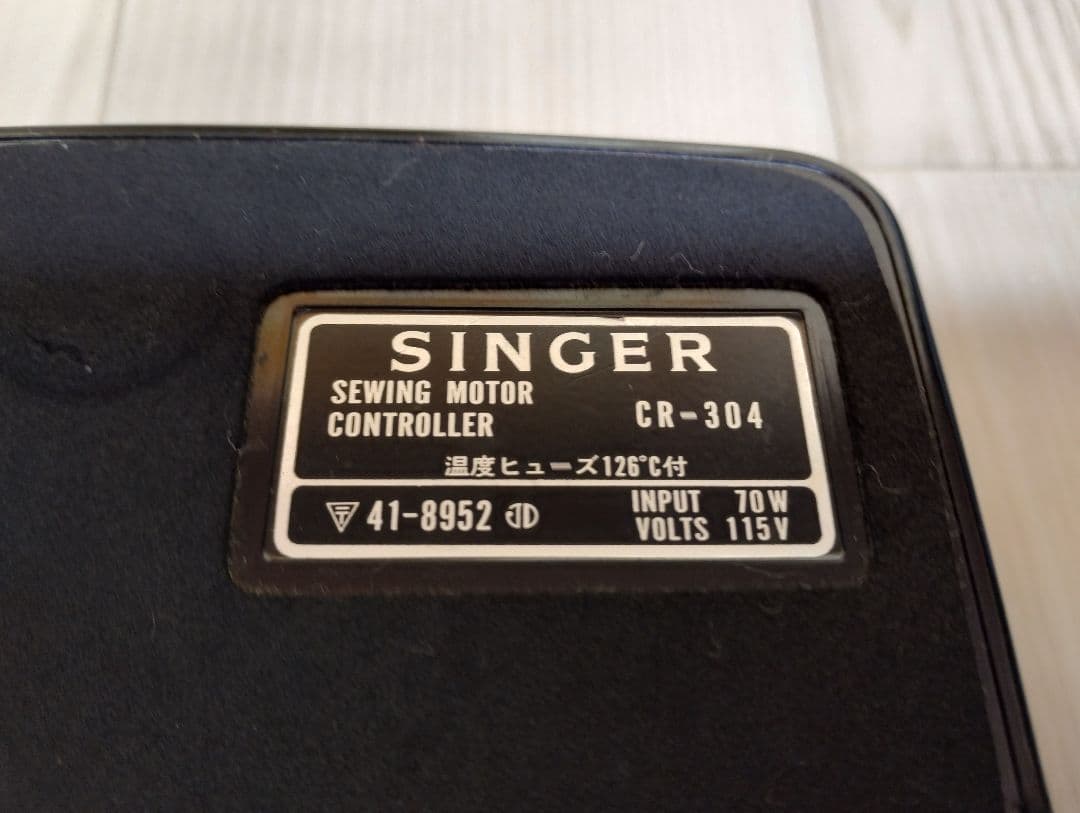 SINGER
SEWING MOTOR
CONTROLLER CR-304
温度ヒューズ126°C付
41-8952 INPUT 70W
VOLTS 115V